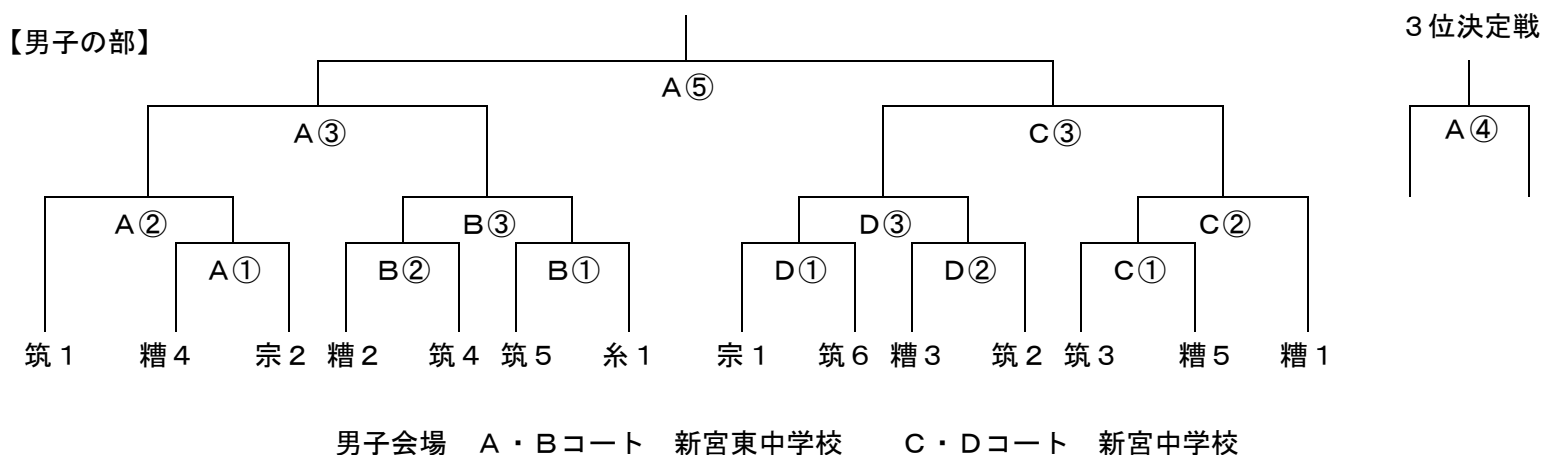 【男子の部】
３位決定戦
Ａ⑤
Ａ③ Ｃ③ Ａ④
Ａ② Ｂ③ Ｄ③ Ｃ②
Ａ① Ｂ② Ｂ① Ｄ① Ｄ② Ｃ①
筑１ 糟４ 宗２ 糟２ 筑４ 筑５ 糸１ 宗１ 筑６ 糟３ 筑２ 筑３ 糟５ 糟１
男子会場　Ａ・Ｂコート　新宮東中学校　　Ｃ・Ｄコート　新宮中学校